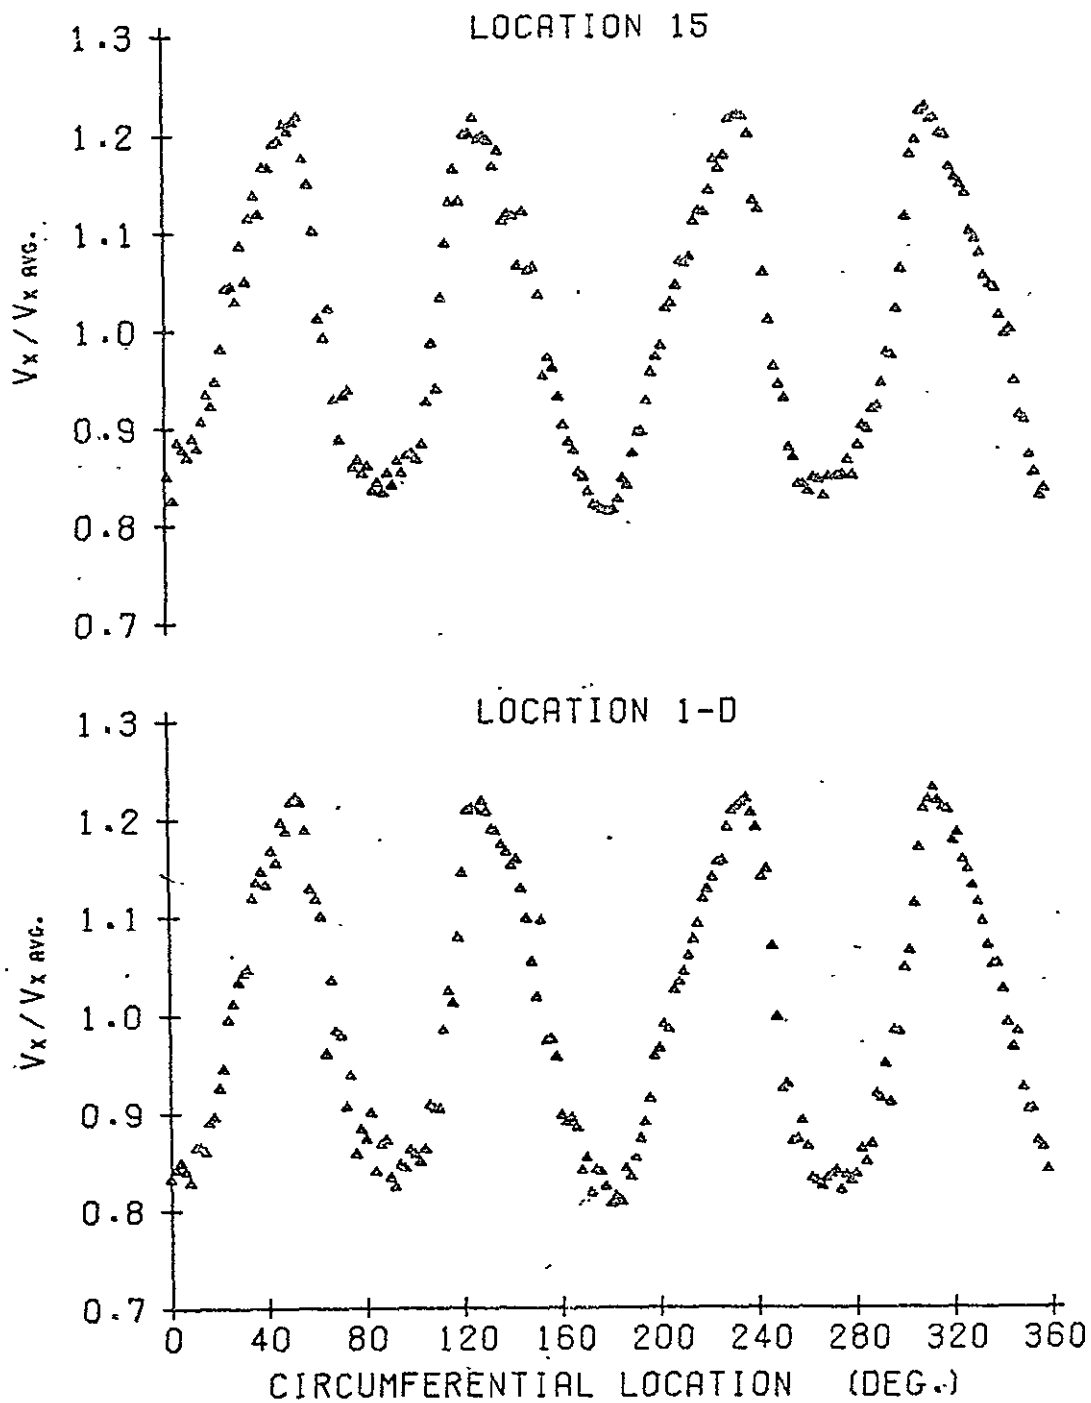 LOCATION 15
1.3
1.2
1.1
1.0
0.9
0.8
0.7
Vx / Vx AVG.
LOCATION 1-D
1.3
1.2
1.1
1.0
0.9
0.8
0.7
Vx / Vx AVG.
0 40 80 120 160 200 240 280 320 360
CIRCUMFERENTIAL LOCATION (DEG.)